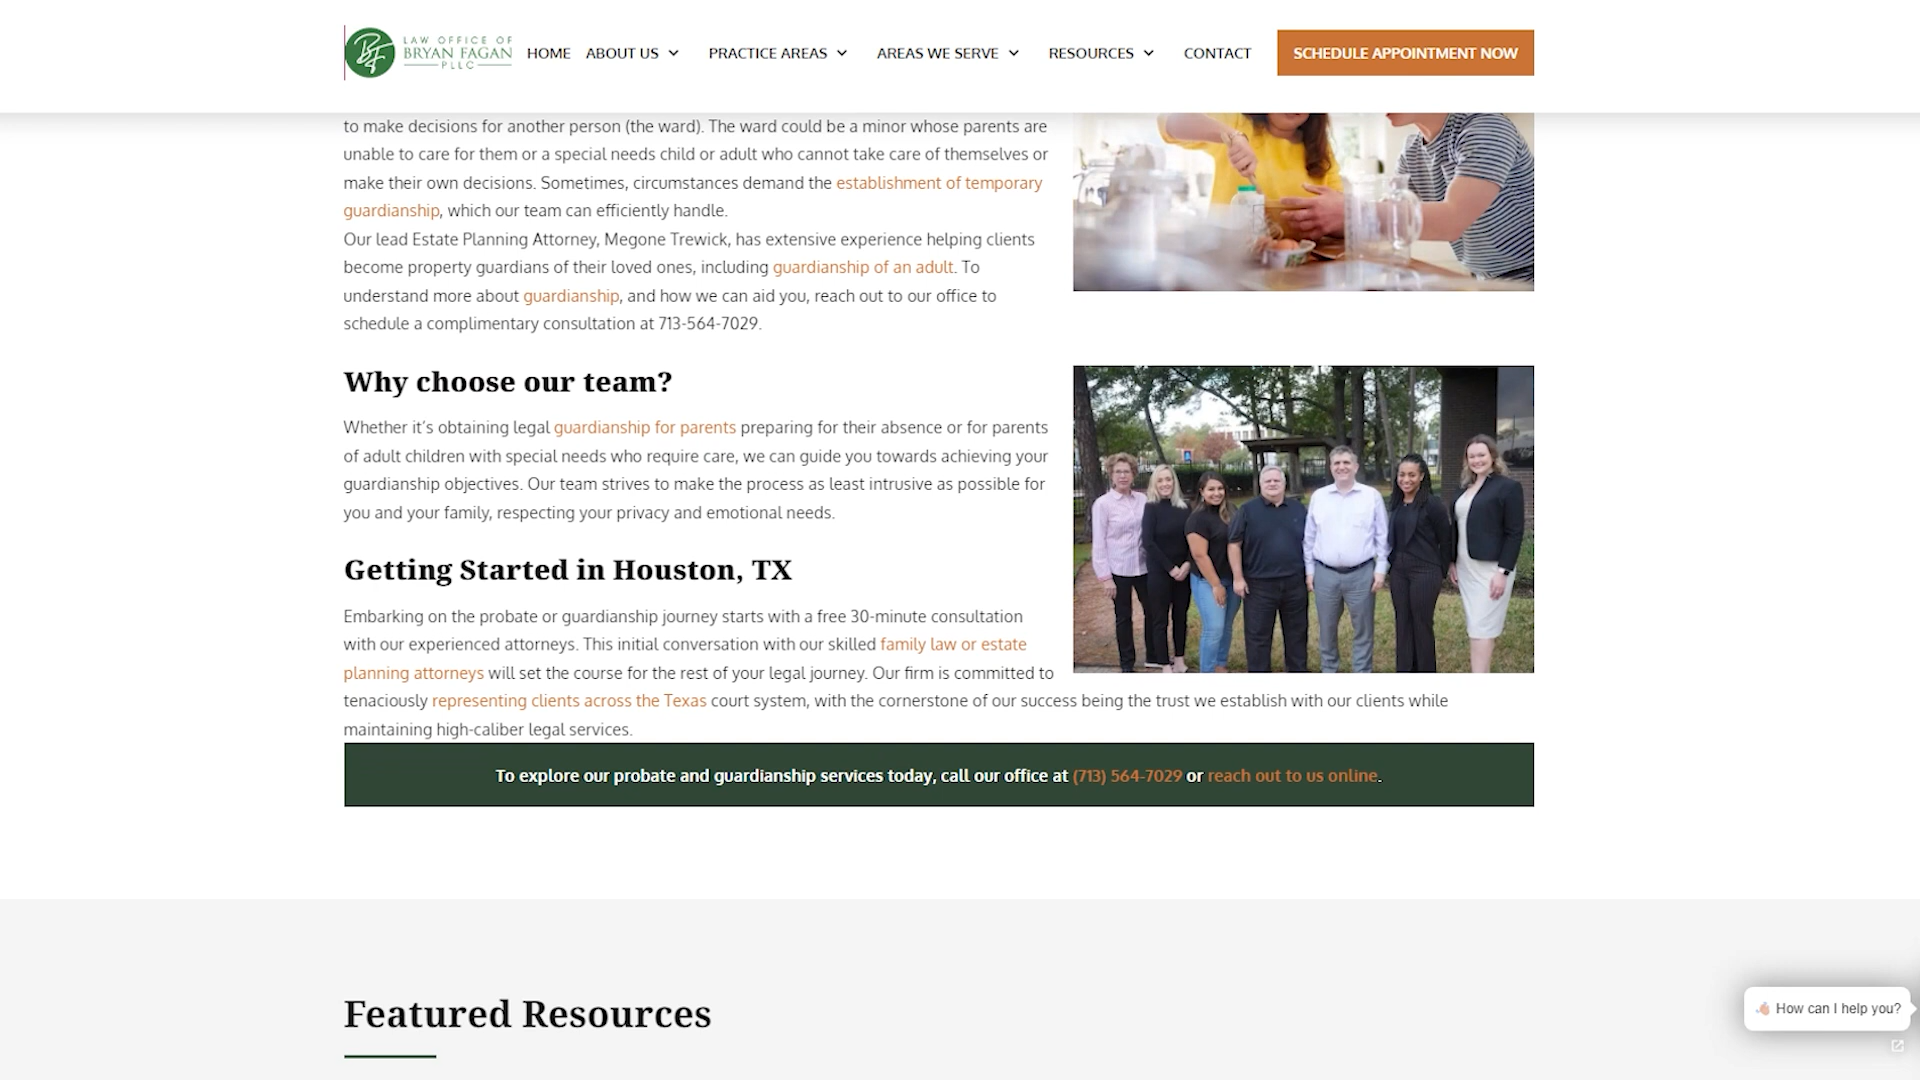 LAW OFFICE OF
BRYAN FAGAN
PLLC
HOME ABOUT US PRACTICE AREAS AREAS WE SERVE RESOURCES CONTACT SCHEDULE APPOINTMENT NOW
to make decisions for another person (the ward). The ward could be a minor whose parents are
unable to care for them or a special needs child or adult who cannot take care of themselves or
make their own decisions. Sometimes, circumstances demand the establishment of temporary
guardianship, which our team can efficiently handle.
Our lead Estate Planning Attorney, Megone Trewick, has extensive experience helping clients
become property guardians of their loved ones, including guardianship of an adult. To
understand more about guardianship, and how we can aid you, reach out to our office to
schedule a complimentary consultation at 713-564-7029.
Why choose our team?
Whether it’s obtaining legal guardianship for parents preparing for their absence or for parents
of adult children with special needs who require care, we can guide you towards achieving your
guardianship objectives. Our team strives to make the process as least intrusive as possible for
you and your family, respecting your privacy and emotional needs.
Getting Started in Houston, TX
Embarking on the probate or guardianship journey starts with a free 30-minute consultation
with our experienced attorneys. This initial conversation with our skilled family law or estate
planning attorneys will set the course for the rest of your legal journey. Our firm is committed to
tenaciously representing clients across the Texas court system, with the cornerstone of our success being the trust we establish with our clients while
maintaining high-caliber legal services.
To explore our probate and guardianship services today, call our office at (713) 564-7029 or reach out to us online.
Featured Resources
How can I help you?